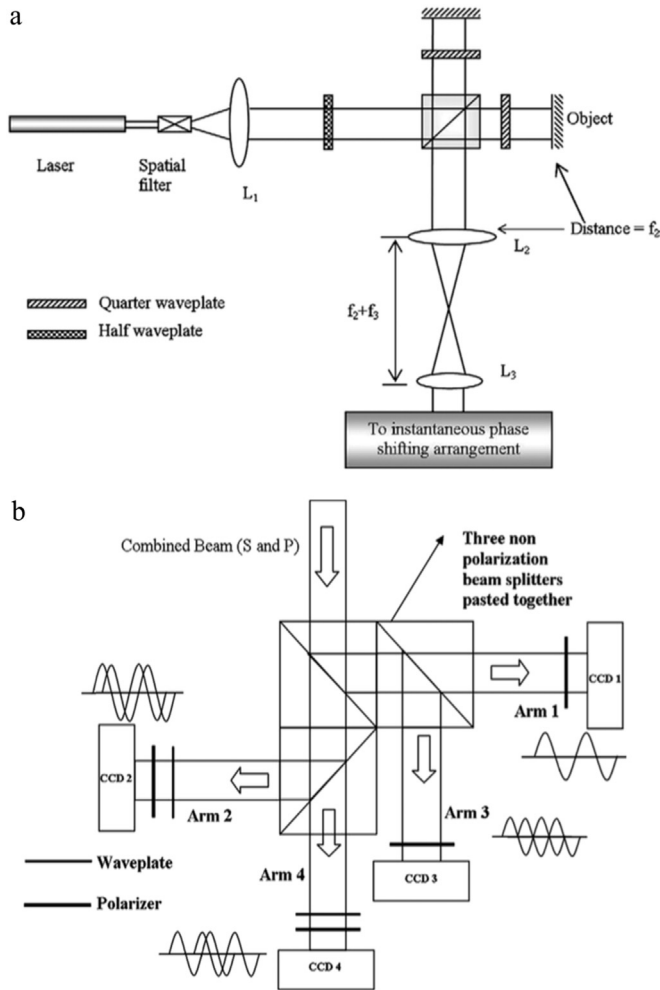 a
Laser
Spatial
filter
L1
Object
Distance = f2
L2
Quarter waveplate
Half waveplate
f2+f3
L3
To instantaneous phase
shifting arrangement
b
Combined Beam (S and P)
Three non
polarization
beam splitters
pasted together
CCD 1
Arm 1
CCD 2
Arm 2
Arm 3
Waveplate
Arm 4
CCD 3
Polarizer
CCD 4